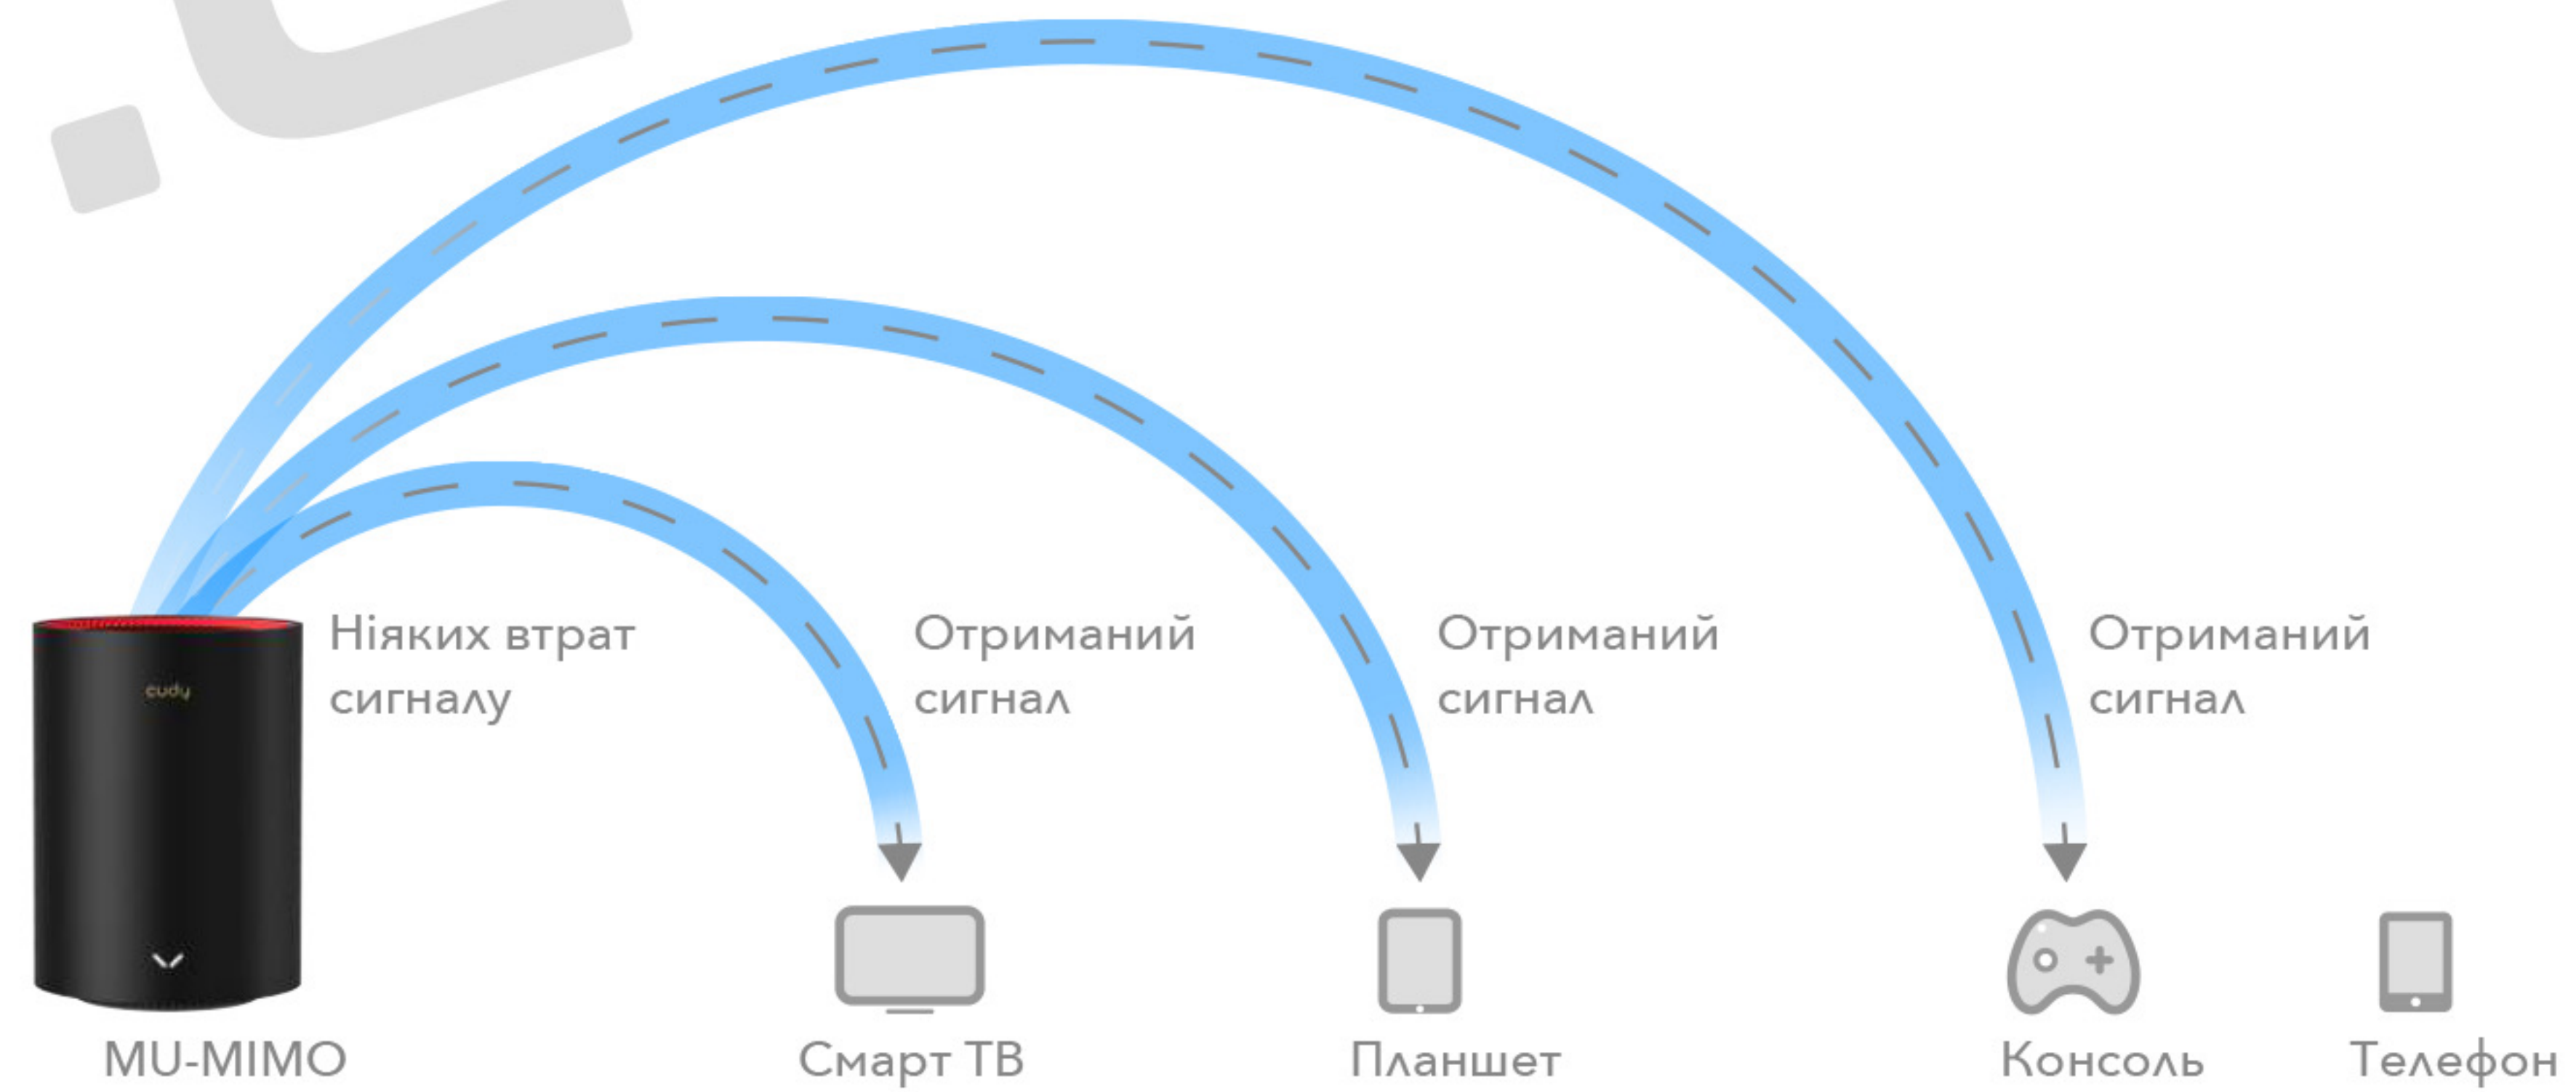 Ніяких втрат
сигналу
Отриманий
сигнал
Отриманий
сигнал
Отриманий
сигнал
cudy
MU-MIMO
Смарт ТВ
Планшет
Консоль
Телефон